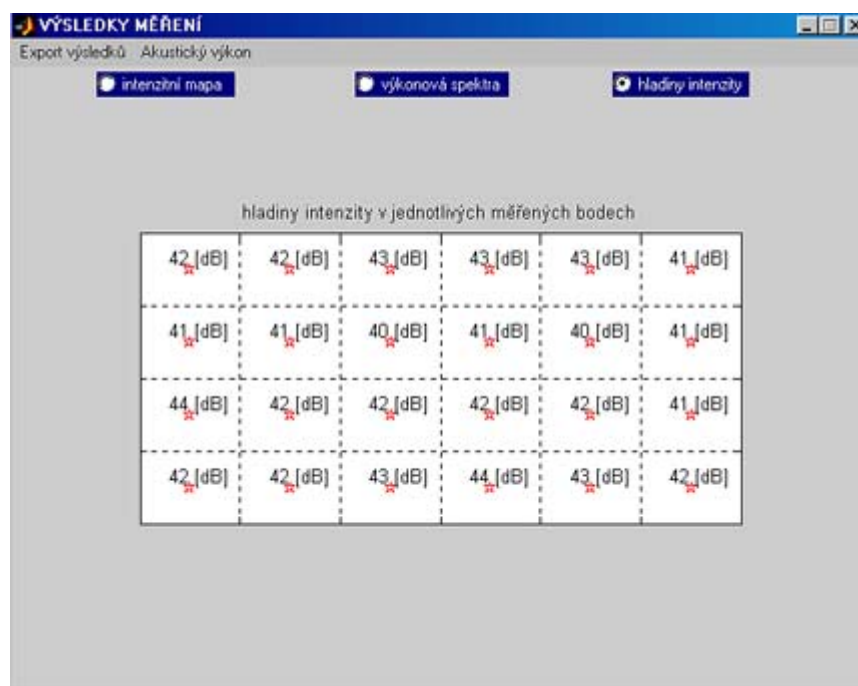 VÝSLEDKY MĚŘENÍ
Export výsledků Akustický výkon
intenzitní mapa výkonová spektra hladiny intenzity
hladiny intenzity v jednotlivých měřených bodech
42 [dB] 42 [dB] 43 [dB] 43 [dB] 43 [dB] 41 [dB]
41 [dB] 41 [dB] 40 [dB] 41 [dB] 40 [dB] 41 [dB]
44 [dB] 42 [dB] 42 [dB] 42 [dB] 42 [dB] 41 [dB]
42 [dB] 42 [dB] 43 [dB] 44 [dB] 43 [dB] 42 [dB]